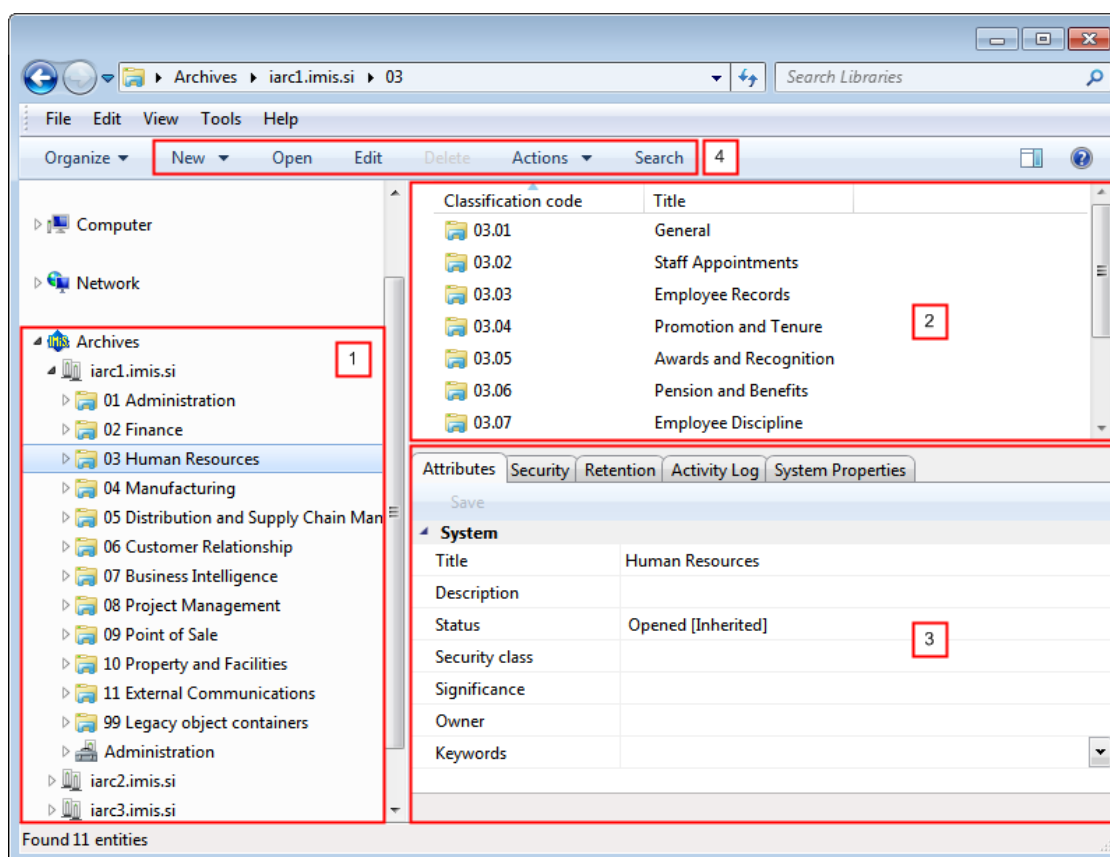 Archives iarc1.imis.si 03 Search Libraries
File Edit View Tools Help
Organize New Open Edit Delete Actions Search 4
Computer
Network
Archives
1
iarc1.imis.si
01 Administration
02 Finance
03 Human Resources
04 Manufacturing
05 Distribution and Supply Chain Man
06 Customer Relationship
07 Business Intelligence
08 Project Management
09 Point of Sale
10 Property and Facilities
11 External Communications
99 Legacy object containers
Administration
iarc2.imis.si
iarc3.imis.si
Classification code Title
03.01 General
03.02 Staff Appointments
03.03 Employee Records
03.04 Promotion and Tenure
2
03.05 Awards and Recognition
03.06 Pension and Benefits
03.07 Employee Discipline
Attributes Security Retention Activity Log System Properties
Save
System
Title Human Resources
Description
Status Opened [Inherited]
3
Security class
Significance
Owner
Keywords
Found 11 entities